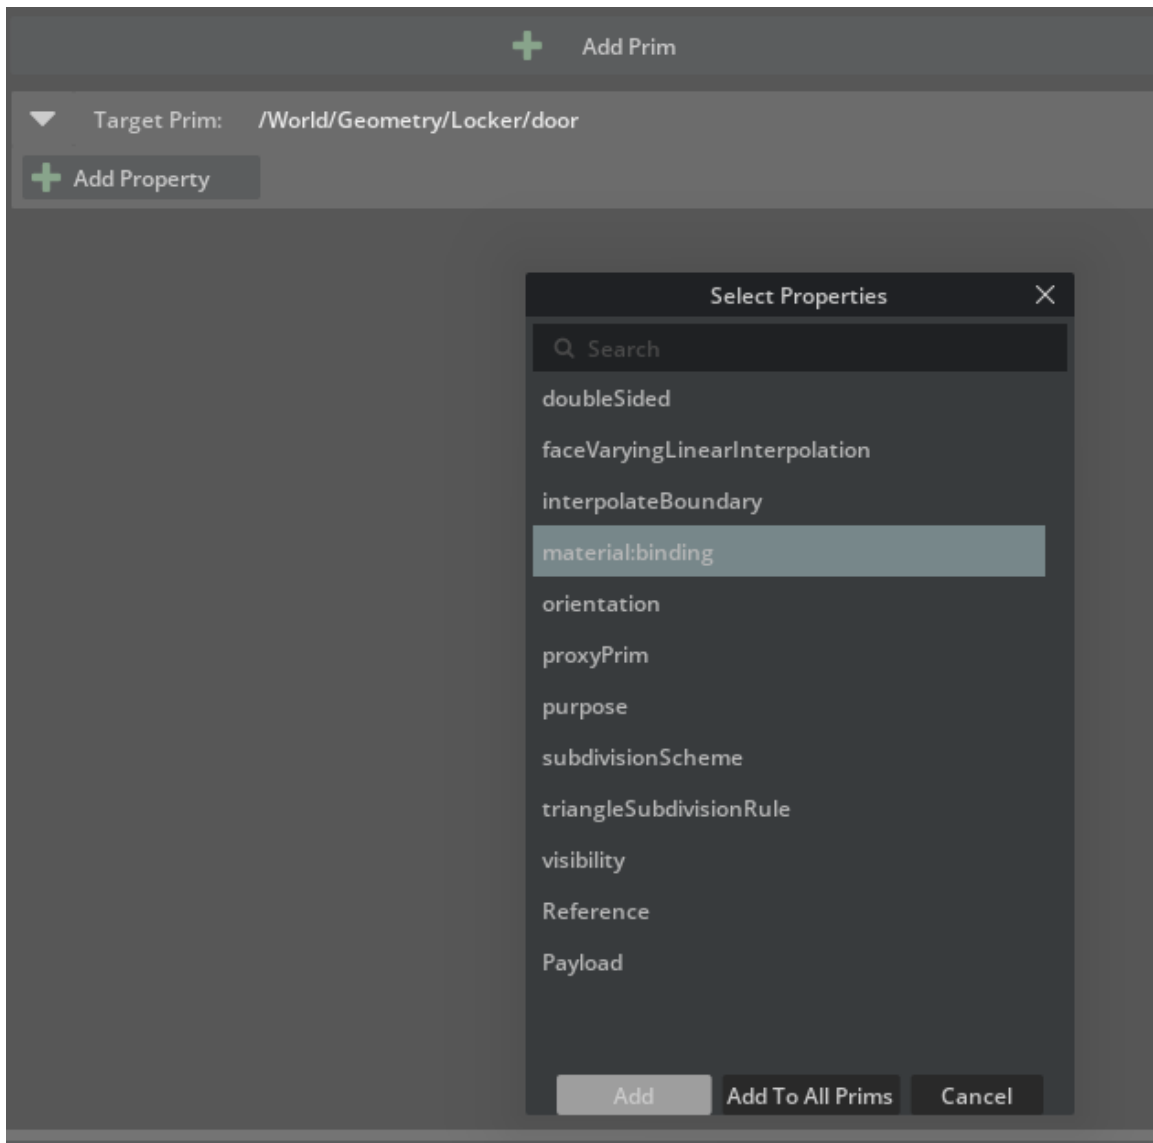 Add Prim
Target Prim: /World/Geometry/Locker/door
Add Property
Select Properties
Search
doubleSided
faceVaryingLinearInterpolation
interpolateBoundary
material:binding
orientation
proxyPrim
purpose
subdivisionScheme
triangleSubdivisionRule
visibility
Reference
Payload
Add Add To All Prims Cancel